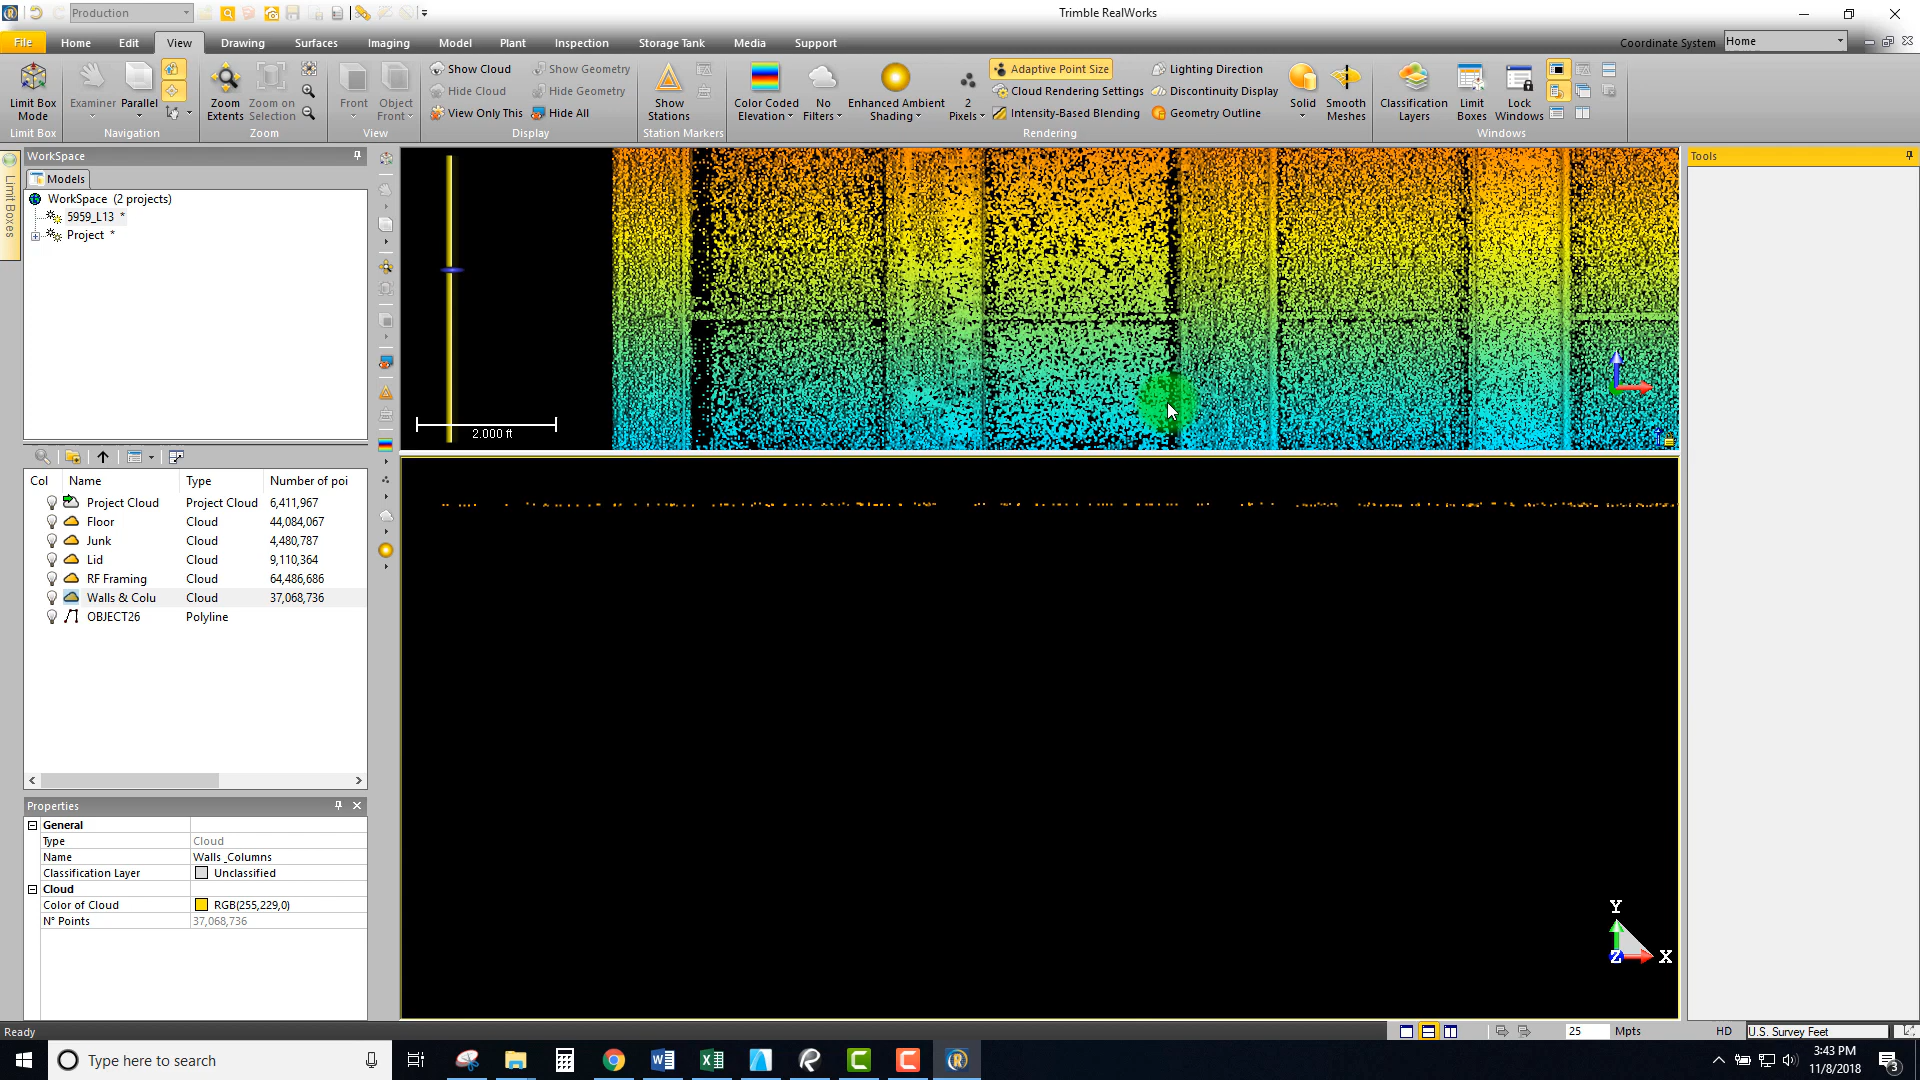 Production
Trimble RealWorks
File
Home
Edit
View
Drawing
Surfaces
Imaging
Model
Plant
Inspection
Storage Tank
Media
Support
Coordinate System
Home
Limit Box Mode
Examiner
Parallel
Zoom Extents
Zoom on Selection
Front
Object Front
Show Cloud
Hide Cloud
View Only This
Show Geometry
Hide Geometry
Hide All
Show Stations
Color Coded Elevation
No Filters
Enhanced Ambient Shading
2 Pixels
Adaptive Point Size
Cloud Rendering Settings
Intensity-Based Blending
Lighting Direction
Discontinuity Display
Geometry Outline
Solid
Smooth Meshes
Classification Layers
Limit Boxes
Lock Windows
Limit Box
Navigation
Zoom
View
Display
Station Markers
Rendering
Windows
Limit Boxes
WorkSpace
Models
WorkSpace (2 projects)
5959_L13 *
Project *
Tools
2.000 ft
Col Name Type Number of poi
Project Cloud Project Cloud 6,411,967
Floor Cloud 44,084,067
Junk Cloud 4,480,787
Lid Cloud 9,110,364
RF Framing Cloud 64,486,686
Walls & Colu Cloud 37,068,736
OBJECT26 Polyline
Properties
General
Type Cloud
Name Walls _Columns
Classification Layer Unclassified
Cloud
Color of Cloud RGB(255,229,0)
N° Points 37,068,736
Y
Z
X
Ready
25 Mpts
HD
U.S. Survey Feet
Type here to search
3:43 PM
11/8/2018
3